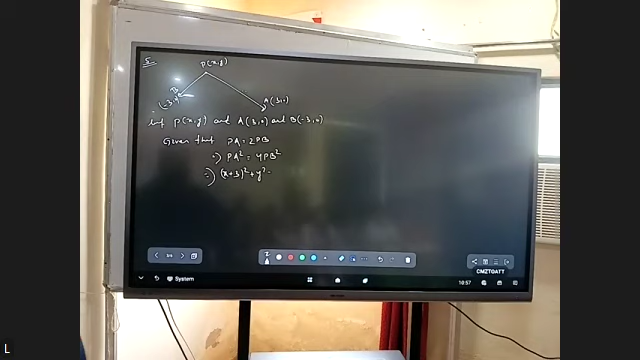 5.
P(x,y)
B
(-3,0)
A(3,0)
Let P(x,y) and A(3,0) and B(-3,0)
Given that PA = 2PB
=) PA² = 4PB²
=) (x+3)² + y² =
System
CMZTGATT
10:57
L